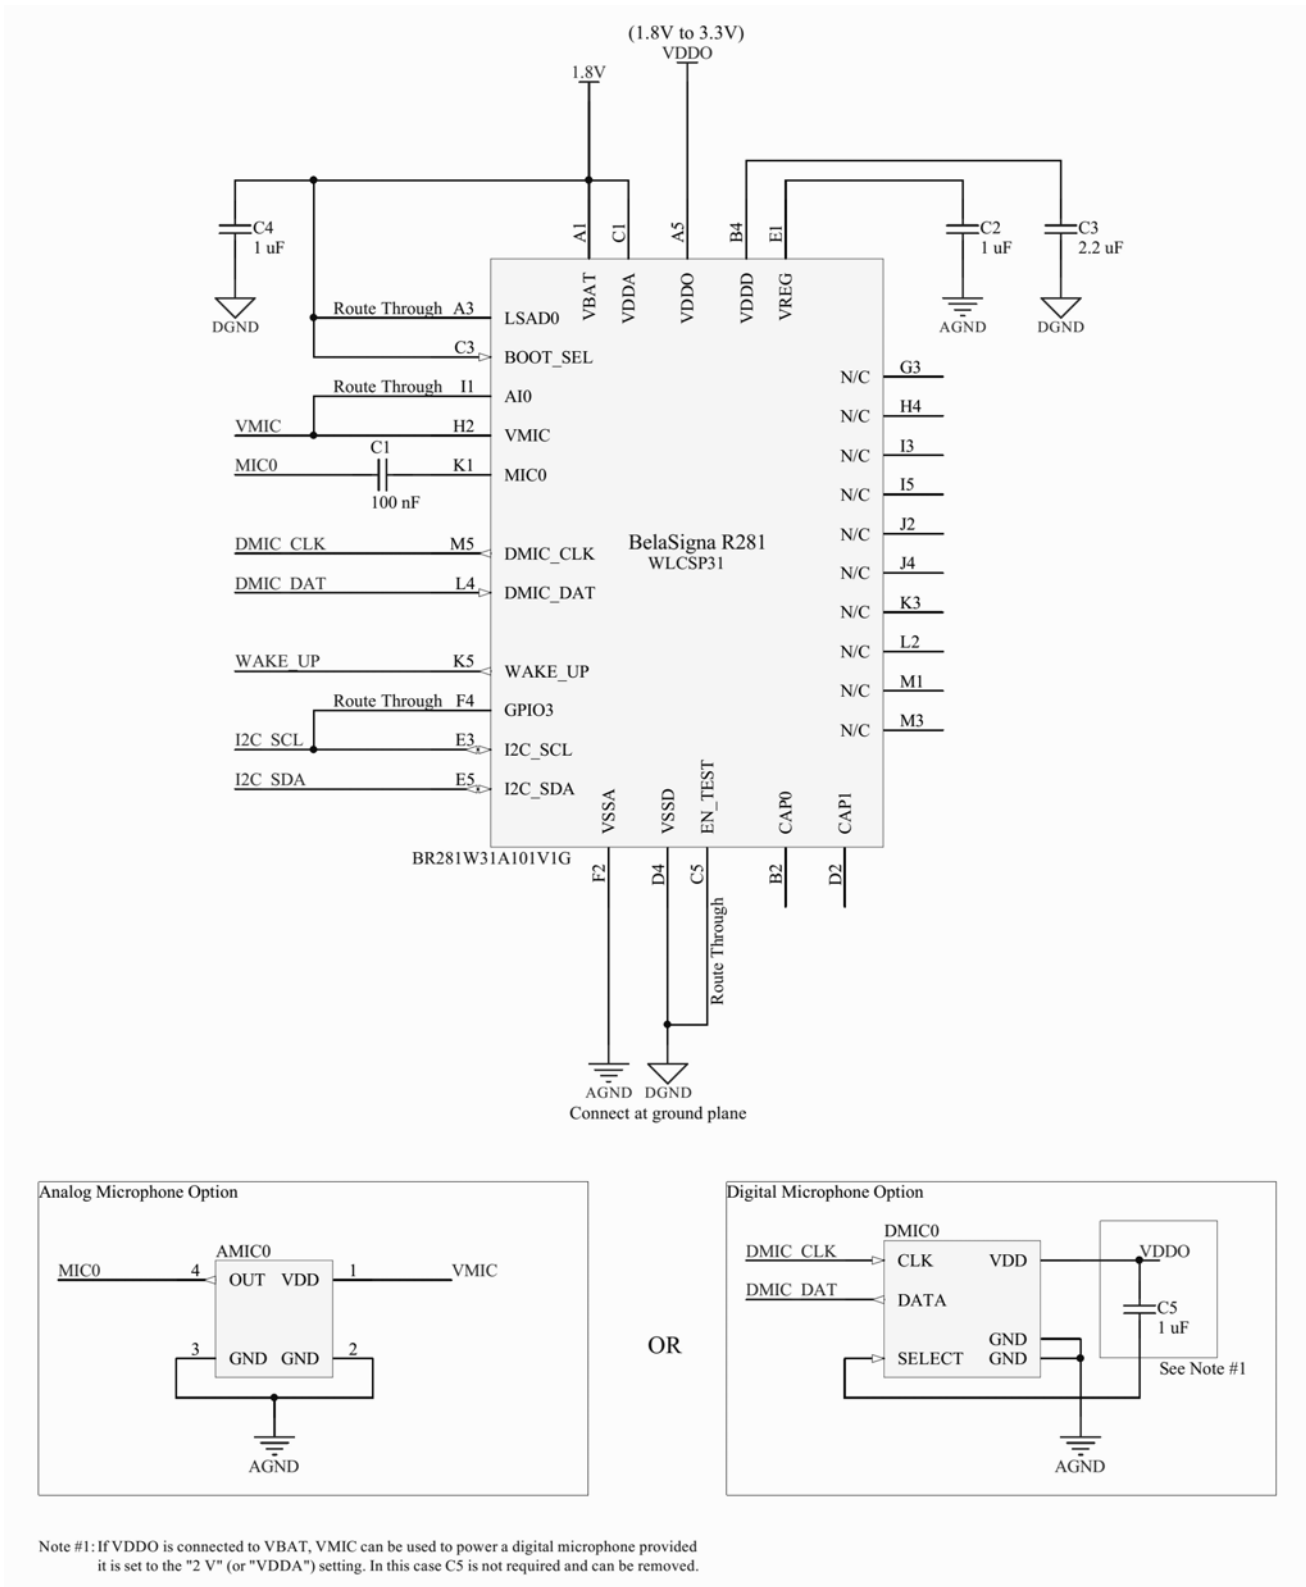 (1.8V to 3.3V)
VDDO
1.8V
A1
C1
A5
B4
E1
C4
1 uF
C2
1 uF
C3
2.2 uF
DGND
AGND
DGND
VBAT
VDDA
VDDO
VDDD
VREG
Route Through A3
LSAD0
C3
BOOT_SEL
Route Through I1
AI0
VMIC
H2
VMIC
C1
MIC0
K1
MIC0
100 nF
DMIC_CLK
M5
DMIC_CLK
DMIC_DAT
L4
DMIC_DAT
WAKE_UP
K5
WAKE_UP
Route Through F4
GPIO3
I2C_SCL
E3
I2C_SCL
I2C_SDA
E5
I2C_SDA
BelaSigna R281
WLCSP31
N/C G3
N/C H4
N/C I3
N/C I5
N/C J2
N/C J4
N/C K3
N/C L2
N/C M1
N/C M3
VSSA
VSSD
EN_TEST
CAP0
CAP1
BR281W31A101V1G
F2
D4
C5
B2
D2
Route Through
AGND DGND
Connect at ground plane
Analog Microphone Option
AMIC0
MIC0
4
OUT VDD
1
VMIC
3
GND GND
2
AGND
OR
Digital Microphone Option
DMIC0
DMIC_CLK
CLK VDD
VDDO
DMIC_DAT
DATA
C5
1 uF
GND
SELECT GND
See Note #1
AGND
Note #1: If VDDO is connected to VBAT, VMIC can be used to power a digital microphone provided
it is set to the "2 V" (or "VDDA") setting. In this case C5 is not required and can be removed.